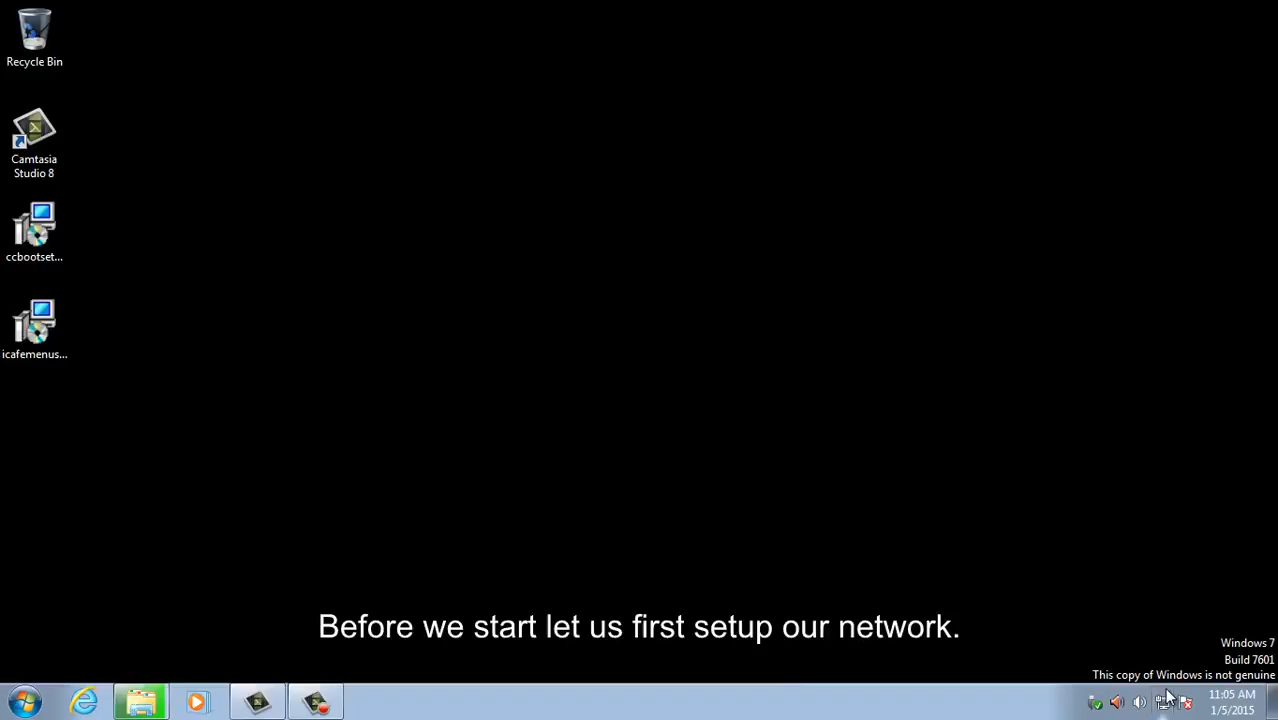 Recycle Bin
Camtasia
Studio 8
ccbootset...
icafemenus...
Before we start let us first setup our network.
Windows 7
Build 7601
This copy of Windows is not genuine
11:05 AM
1/5/2015